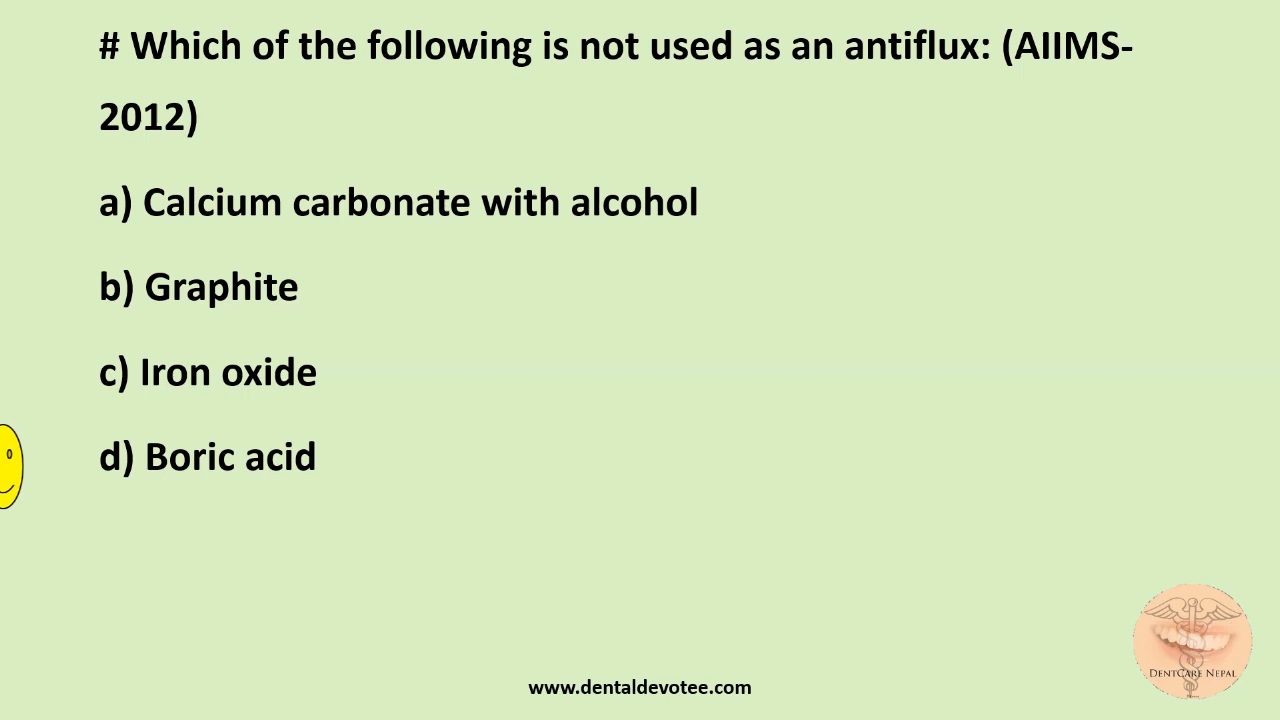 # Which of the following is not used as an antiflux: (AIIMS-
2012)
a) Calcium carbonate with alcohol
b) Graphite
c) Iron oxide
d) Boric acid
DENTCARE NEPAL
www.dentaldevotee.com